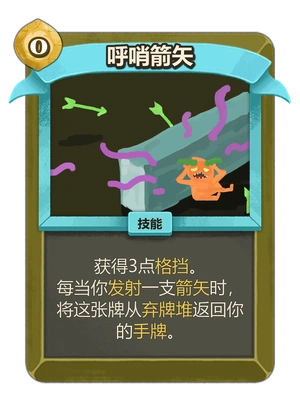 0
呼哨箭矢
技能
获得3点格挡。
每当你发射一支箭矢时，
将这张牌从弃牌堆返回你
的手牌。